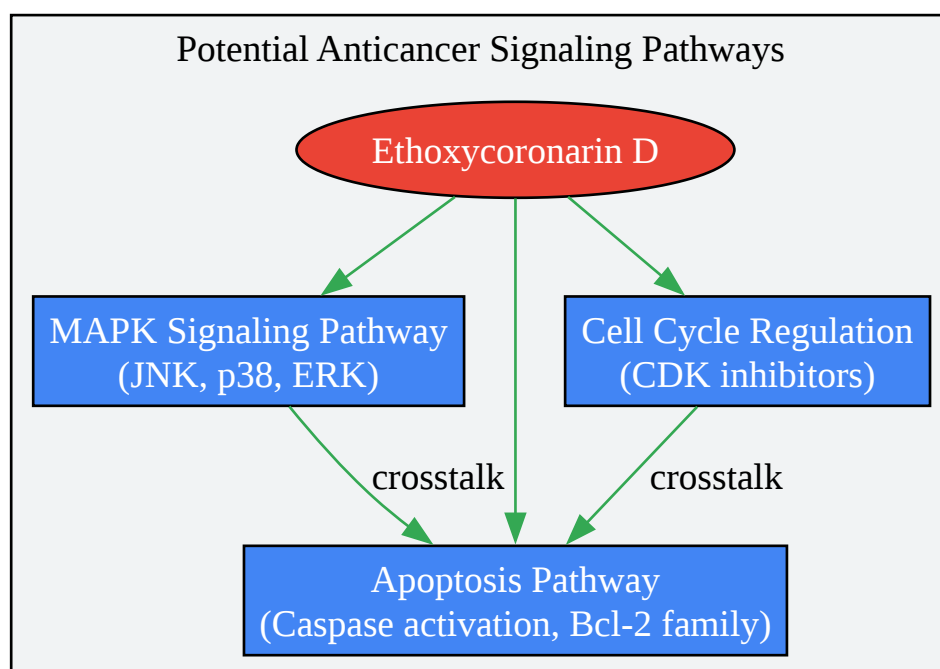 Potential Anticancer Signaling Pathways
Ethoxycoronarin D
MAPK Signaling Pathway
(JNK, p38, ERK)
Cell Cycle Regulation
(CDK inhibitors)
crosstalk
crosstalk
Apoptosis Pathway
(Caspase activation, Bcl-2 family)